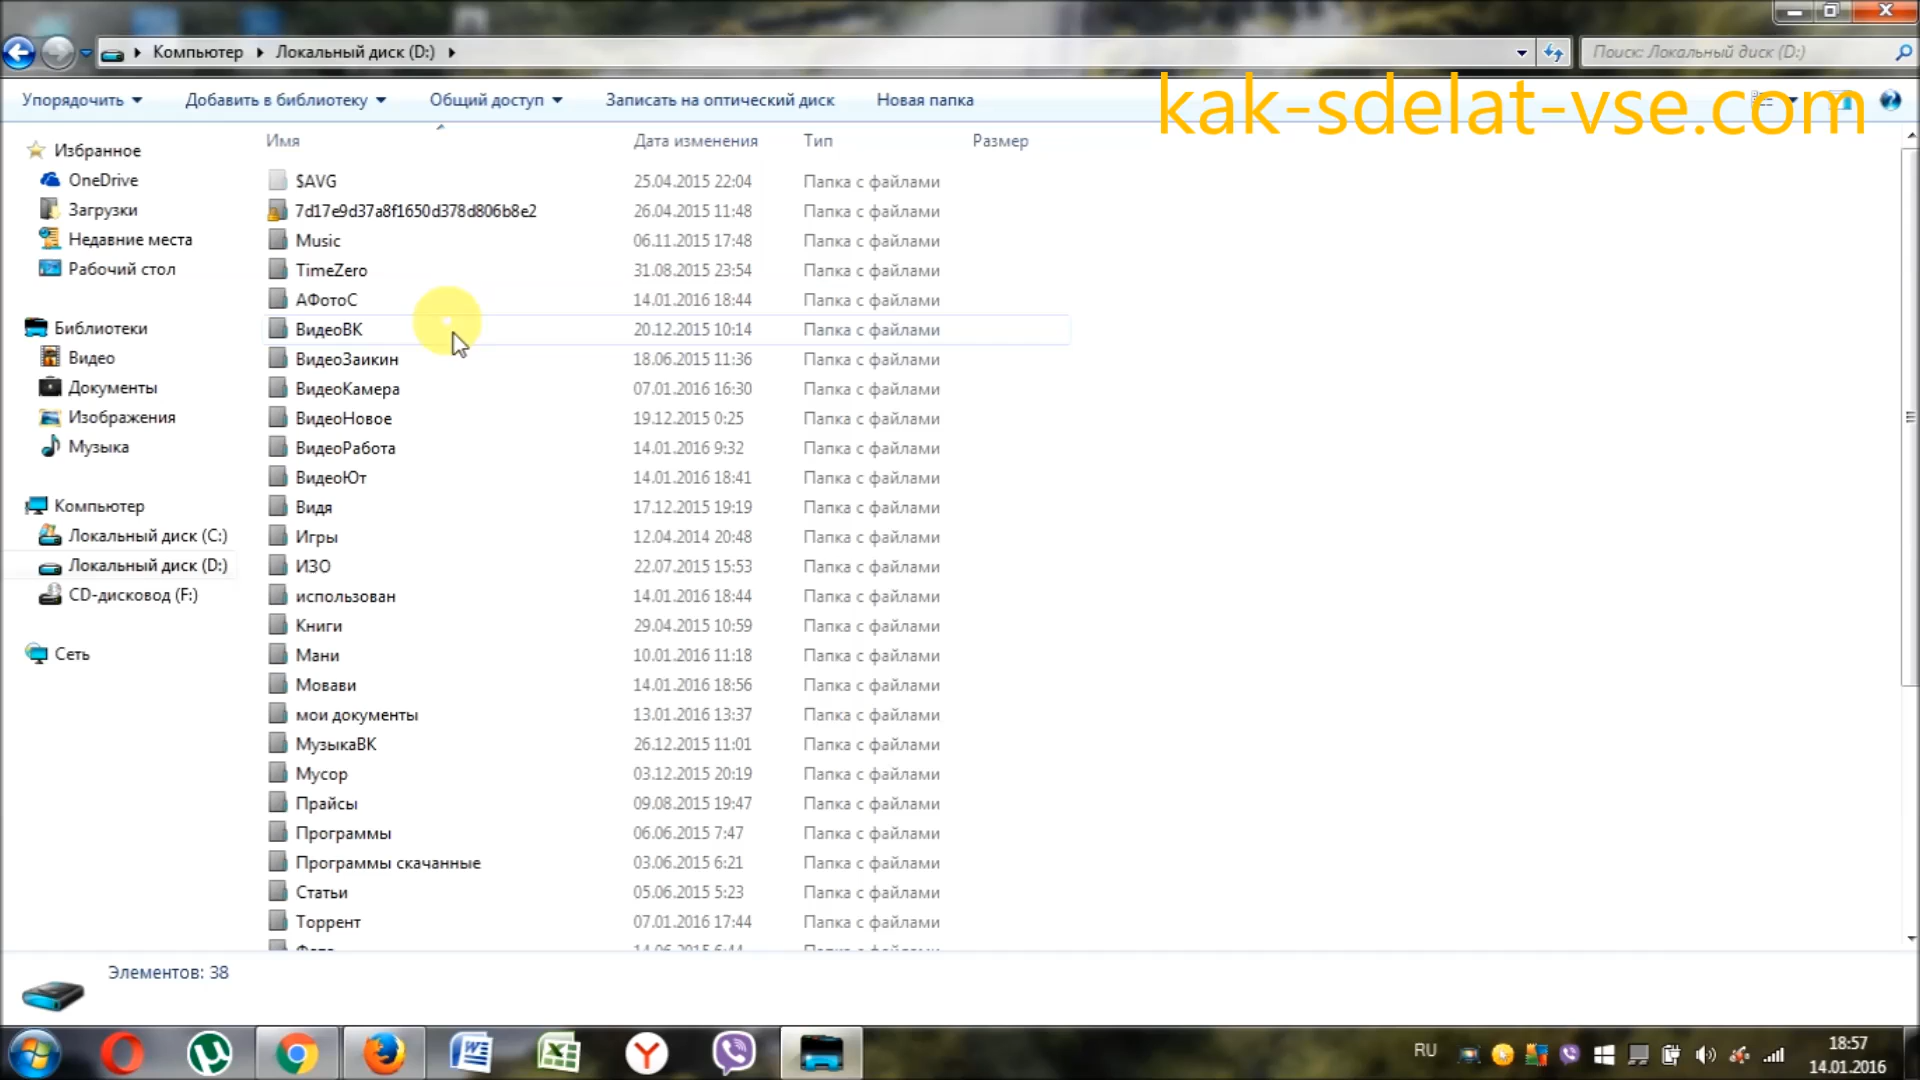 Компьютер ▸ Локальный диск (D:) ▸
Поиск: Локальный диск (D:)
Упорядочить Добавить в библиотеку Общий доступ Записать на оптический диск Новая папка
kak-sdelat-vse.com
Имя Дата изменения Тип Размер
Избранное
OneDrive
Загрузки
Недавние места
Рабочий стол
Библиотеки
Видео
Документы
Изображения
Музыка
Компьютер
Локальный диск (C:)
Локальный диск (D:)
CD-дисковод (F:)
Сеть
$AVG 25.04.2015 22:04 Папка с файлами
7d17e9d37a8f1650d378d806b8e2 26.04.2015 11:48 Папка с файлами
Music 06.11.2015 17:48 Папка с файлами
TimeZero 31.08.2015 23:54 Папка с файлами
АФотоС 14.01.2016 18:44 Папка с файлами
ВидеоВК 20.12.2015 10:14 Папка с файлами
ВидеоЗаикин 18.06.2015 11:36 Папка с файлами
ВидеоКамера 07.01.2016 16:30 Папка с файлами
ВидеоНовое 19.12.2015 0:25 Папка с файлами
ВидеоРабота 14.01.2016 9:32 Папка с файлами
ВидеоЮт 14.01.2016 18:41 Папка с файлами
Видя 17.12.2015 19:19 Папка с файлами
Игры 12.04.2014 20:48 Папка с файлами
ИЗО 22.07.2015 15:53 Папка с файлами
использован 14.01.2016 18:44 Папка с файлами
Книги 29.04.2015 10:59 Папка с файлами
Мани 10.01.2016 11:18 Папка с файлами
Мовави 14.01.2016 18:56 Папка с файлами
мои документы 13.01.2016 13:37 Папка с файлами
МузыкаВК 26.12.2015 11:01 Папка с файлами
Мусор 03.12.2015 20:19 Папка с файлами
Прайсы 09.08.2015 19:47 Папка с файлами
Программы 06.06.2015 7:47 Папка с файлами
Программы скачанные 03.06.2015 6:21 Папка с файлами
Статьи 05.06.2015 5:23 Папка с файлами
Торрент 07.01.2016 17:44 Папка с файлами
Элементов: 38
RU
18:57
14.01.2016